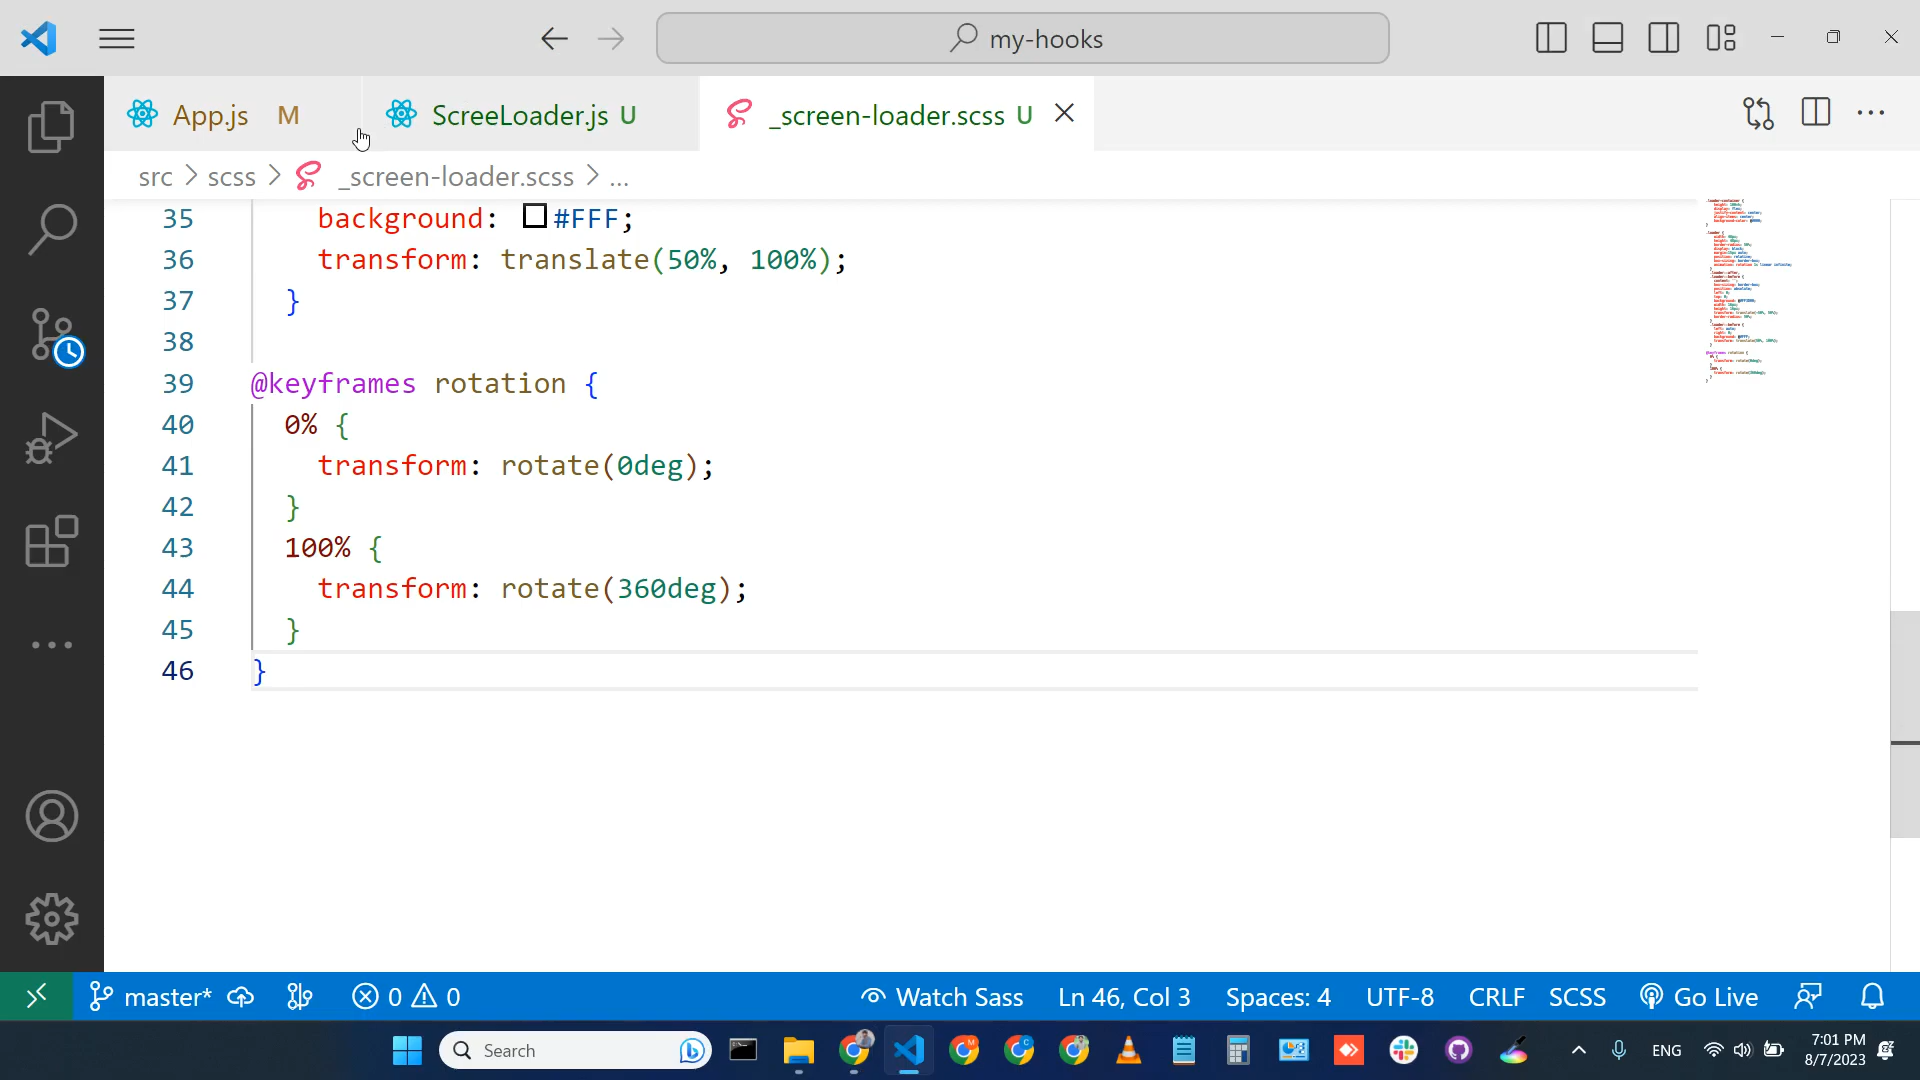 my-hooks
App.js M
ScreeLoader.js U
_screen-loader.scss U
src > scss > _screen-loader.scss > ...
35 background: #FFF;
36 transform: translate(50%, 100%);
37 }
38
39 @keyframes rotation {
40 0% {
41 transform: rotate(0deg);
42 }
43 100% {
44 transform: rotate(360deg);
45 }
46 }
master* 0 0 Watch Sass Ln 46, Col 3 Spaces: 4 UTF-8 CRLF SCSS Go Live
Search
ENG
7:01 PM
8/7/2023